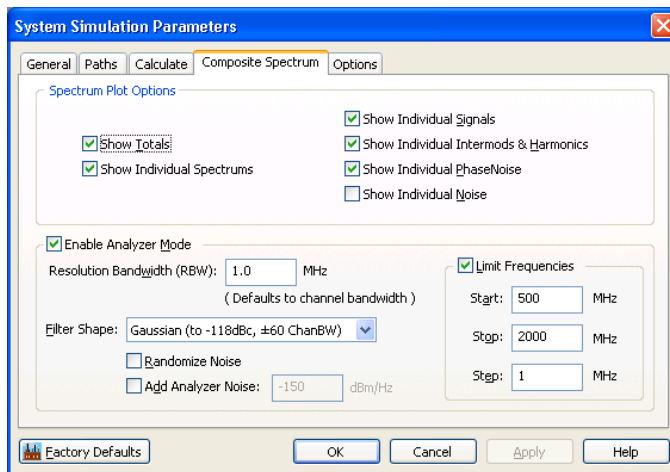 System Simulation Parameters
General Paths Calculate Composite Spectrum Options
Spectrum Plot Options
Show Totals
Show Individual Spectrums
Show Individual Signals
Show Individual Intermods & Harmonics
Show Individual PhaseNoise
Show Individual Noise
Enable Analyzer Mode
Resolution Bandwidth (RBW): 1.0 MHz
( Defaults to channel bandwidth )
Filter Shape: Gaussian (to -118dBc, ±60 ChanBW)
Randomize Noise
Add Analyzer Noise: -150 dBm/Hz
Limit Frequencies
Start: 500 MHz
Stop: 2000 MHz
Step: 1 MHz
Factory Defaults OK Cancel Apply Help